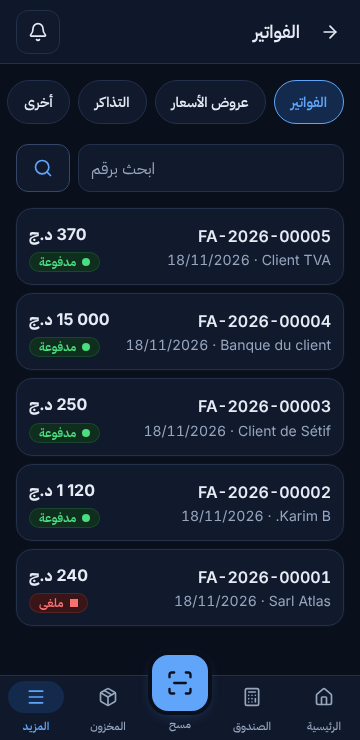 الفواتير
الفواتير
عروض الأسعار
التذاكر
أخرى
ابحث برقم
FA-2026-00005
370 د.ج
18/11/2026 · Client TVA
مدفوعة
FA-2026-00004
15 000 د.ج
18/11/2026 · Banque du client
مدفوعة
FA-2026-00003
250 د.ج
18/11/2026 · Client de Sétif
مدفوعة
FA-2026-00002
1 120 د.ج
18/11/2026 · Karim B.
مدفوعة
FA-2026-00001
240 د.ج
18/11/2026 · Sarl Atlas
ملغى
الرئيسية
الصندوق
مسح
المخزون
المزيد